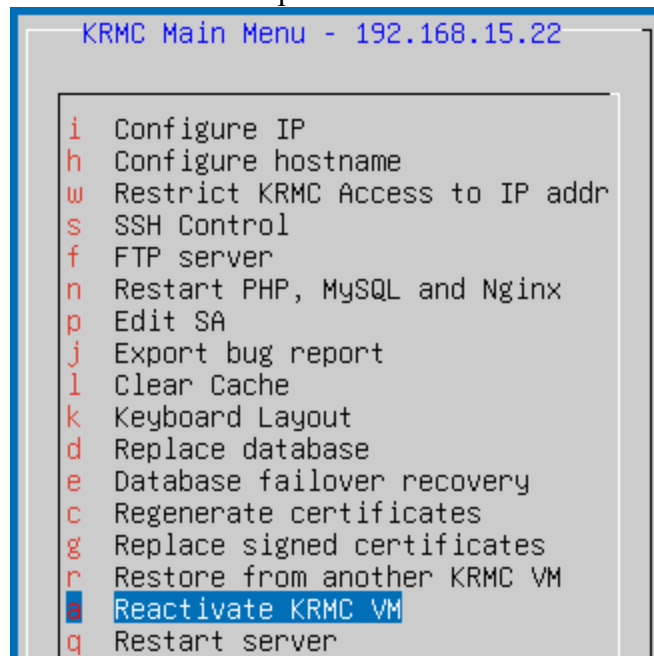 KRMC Main Menu - 192.168.15.22
i Configure IP
h Configure hostname
w Restrict KRMC Access to IP addr
s SSH Control
f FTP server
n Restart PHP, MySQL and Nginx
p Edit SA
j Export bug report
l Clear Cache
k Keyboard Layout
d Replace database
e Database failover recovery
c Regenerate certificates
g Replace signed certificates
r Restore from another KRMC VM
a Reactivate KRMC VM
q Restart server